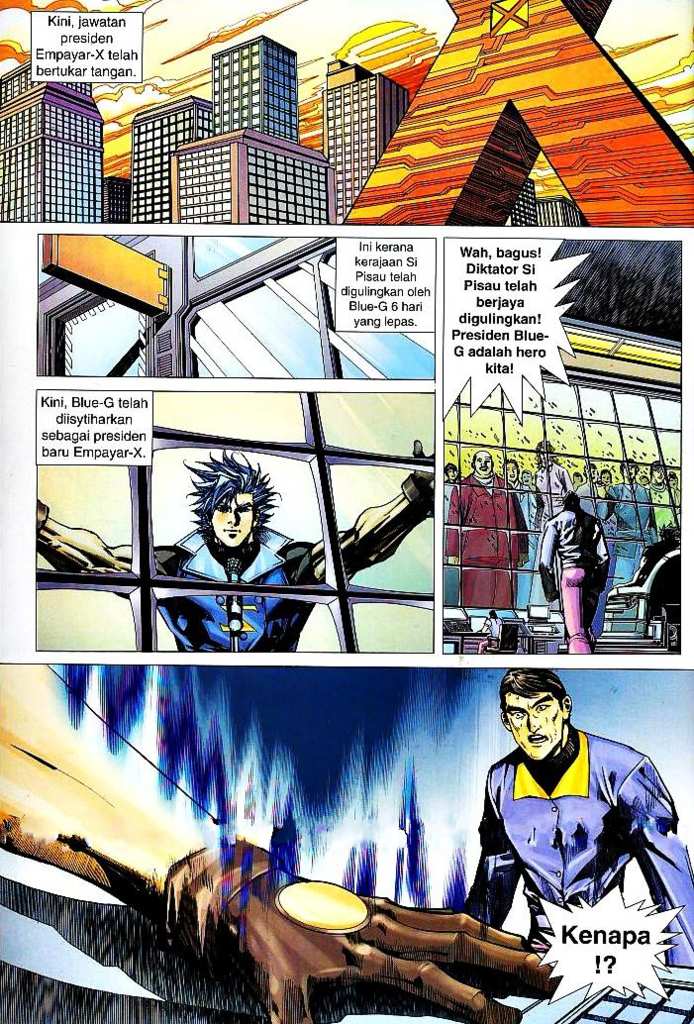 Kini, jawatan
presiden
Empayar-X telah
bertukar tangan.
Ini kerana
kerajaan Si
Pisau telah
digulingkan oleh
Blue-G 6 hari
yang lepas.
Kini, Blue-G telah
diisytiharkan
sebagai presiden
baru Empayar-X.
Wah, bagus!
Diktator Si
Pisau telah
berjaya
digulingkan!
Presiden Blue-
G adalah hero
kita!
Kenapa
!?